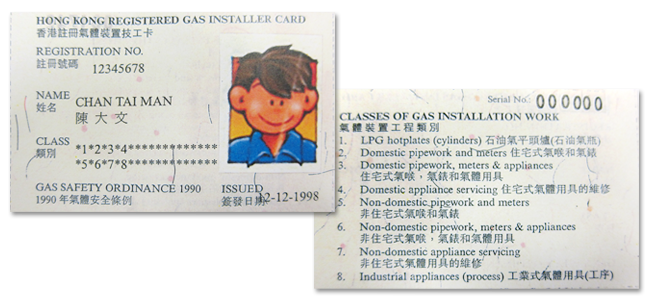 HONG KONG REGISTERED GAS INSTALLER CARD
香港註冊氣體裝置技工卡
REGISTRATION NO.
註冊號碼 12345678
NAME
姓名 CHAN TAI MAN
陳 大 文
CLASS
類別
*1*2*3*4*************
*5*6*7*8*************
GAS SAFETY ORDINANCE 1990
1990 年氣體安全條例
ISSUED
簽發日期 12-12-1998
Serial No. 000000
CLASSES OF GAS INSTALLATION WORK
氣體裝置工程類別
1. LPG hotplates (cylinders) 石油氣平頭爐(石油氣瓶)
2. Domestic pipework and meters 住宅式氣喉和氣錶
3. Domestic pipework, meters & appliances
住宅式氣喉，氣錶和氣體用具
4. Domestic appliance servicing 住宅式氣體用具的維修
5. Non-domestic pipework and meters
非住宅式氣喉和氣錶
6. Non-domestic pipework, meters & appliances
非住宅式氣喉，氣錶和氣體用具
7. Non-domestic appliance servicing
非住宅式氣體用具的維修
8. Industrial appliances (process) 工業式氣體用具(工序)